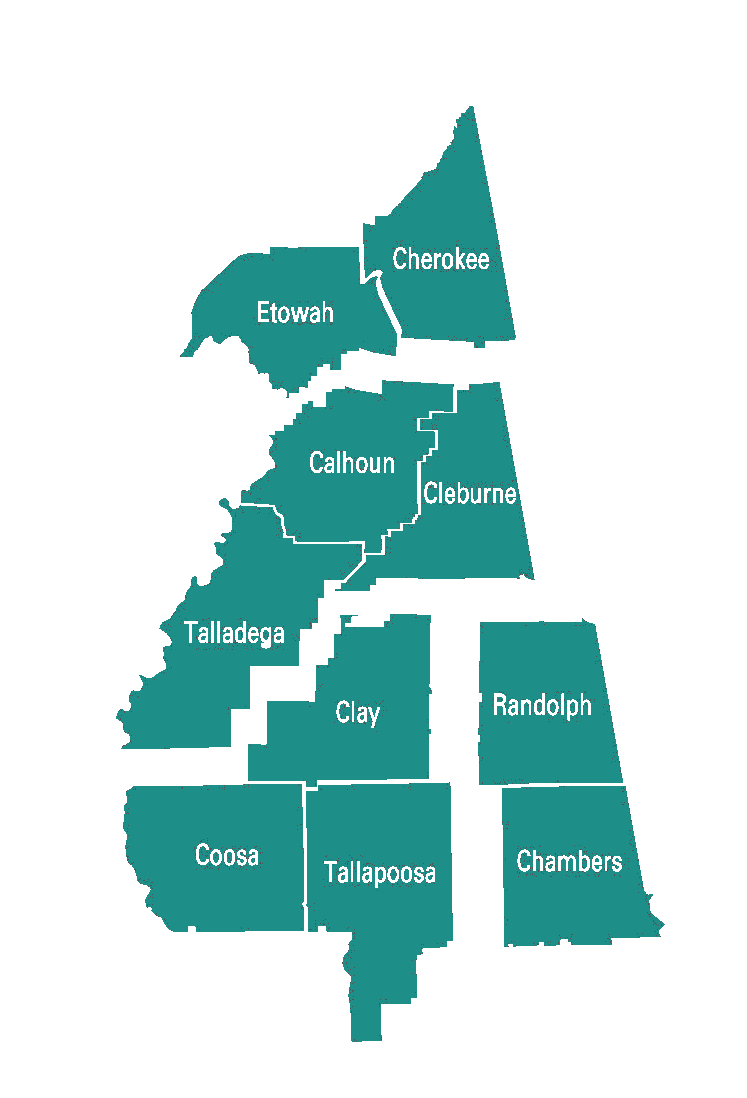 Cherokee
Etowah
Calhoun
Cleburne
Talladega
Clay
Randolph
Coosa
Tallapoosa
Chambers